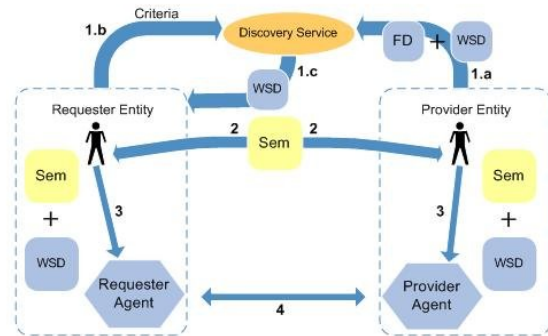 Criteria
1.b
Discovery Service
FD
+
WSD
1.a
1.c
WSD
Requester Entity
Provider Entity
2
Sem
2
Sem
+
WSD
3
3
Sem
+
WSD
Requester
Agent
4
Provider
Agent